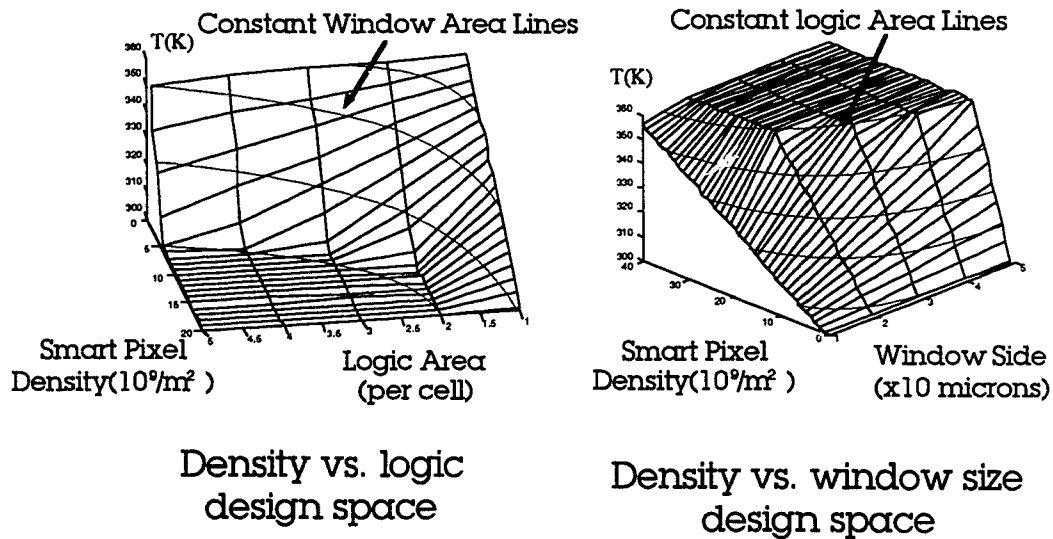 Constant Window Area Lines
T(K)
360
350
340
330
320
310
300
0
5
10
15
20
5
4.5
4
3.5
3
2.5
2
1.5
1
Smart Pixel
Density(10⁹/m² )
Logic Area
(per cell)
Density vs. logic
design space
Constant logic Area Lines
T(K)
360
350
340
330
320
310
300
40
30
20
10
0
1
2
3
4
5
Smart Pixel
Density(10⁹/m² )
Window Side
(x10 microns)
Density vs. window size
design space